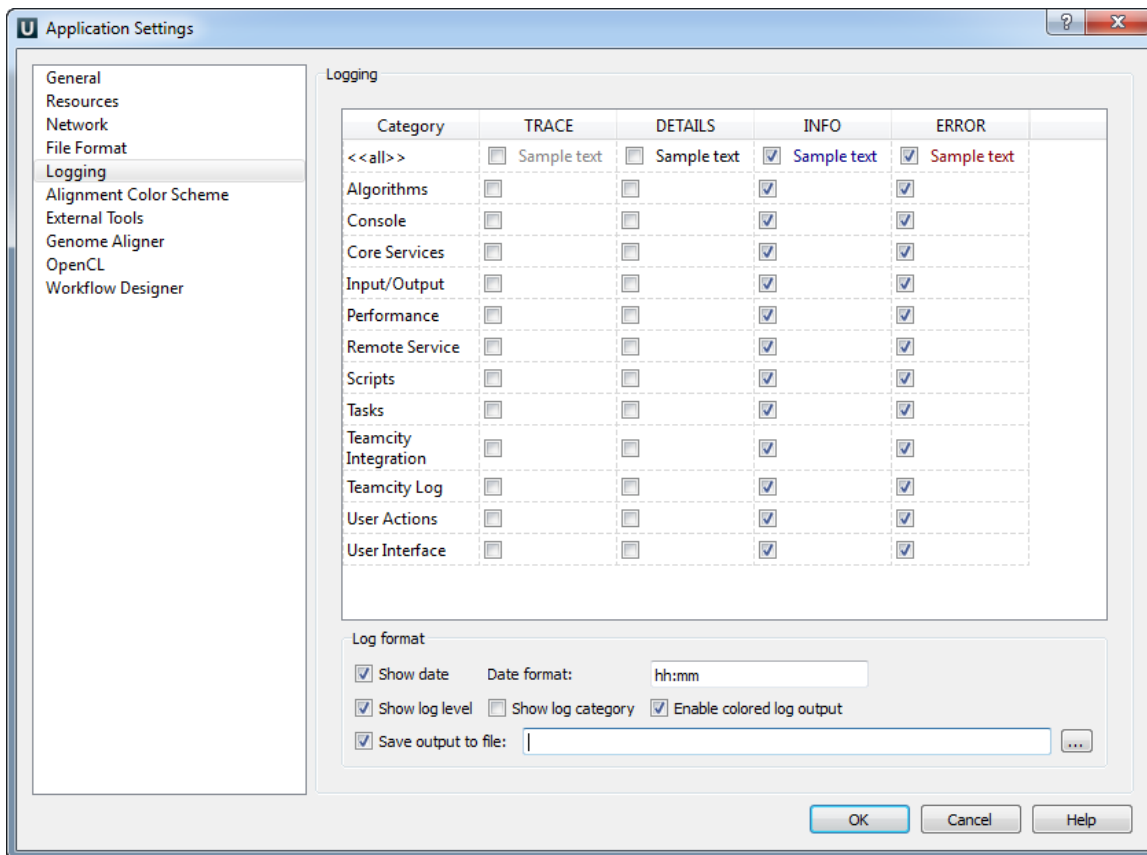 U Application Settings
General
Resources
Network
File Format
Logging
Alignment Color Scheme
External Tools
Genome Aligner
OpenCL
Workflow Designer
Logging
Category TRACE DETAILS INFO ERROR
<<all>> Sample text Sample text Sample text Sample text
Algorithms
Console
Core Services
Input/Output
Performance
Remote Service
Scripts
Tasks
Teamcity
Integration
Teamcity Log
User Actions
User Interface
Log format
Show date Date format: hh:mm
Show log level Show log category Enable colored log output
Save output to file: ...
OK Cancel Help